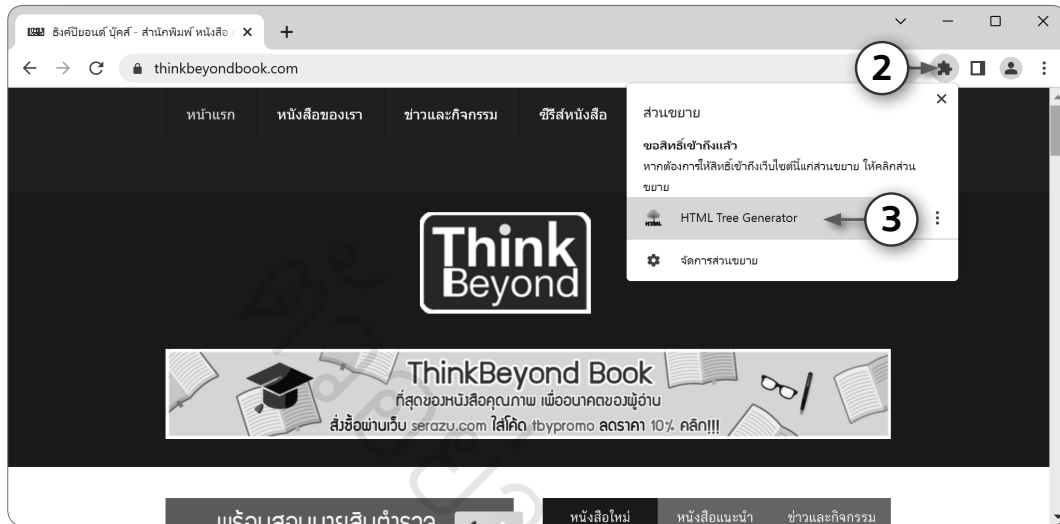 ธิงค์บียอนด์ บุ๊คส์ - สำนักพิมพ์ หนังสือ
thinkbeyondbook.com
2
หน้าแรก
หนังสือของเรา
ข่าวและกิจกรรม
ซีรีส์หนังสือ
ส่วนขยาย
ขอสิทธิ์เข้าถึงแล้ว
หากต้องการให้สิทธิ์เข้าถึงเว็บไซต์นี้แก่ส่วนขยาย ให้คลิกส่วน
ขยาย
HTML
HTML Tree Generator
3
จัดการส่วนขยาย
Think
Beyond
ThinkBeyond Book
ที่สุดของหนังสือคุณภาพ เพื่ออนาคตของผู้อ่าน
สั่งซื้อผ่านเว็บ serazu.com ใส่โค้ด tbypromo ลดราคา 10% คลิก!!!
หนังสือใหม่
หนังสือแนะนำ
ข่าวและกิจกรรม